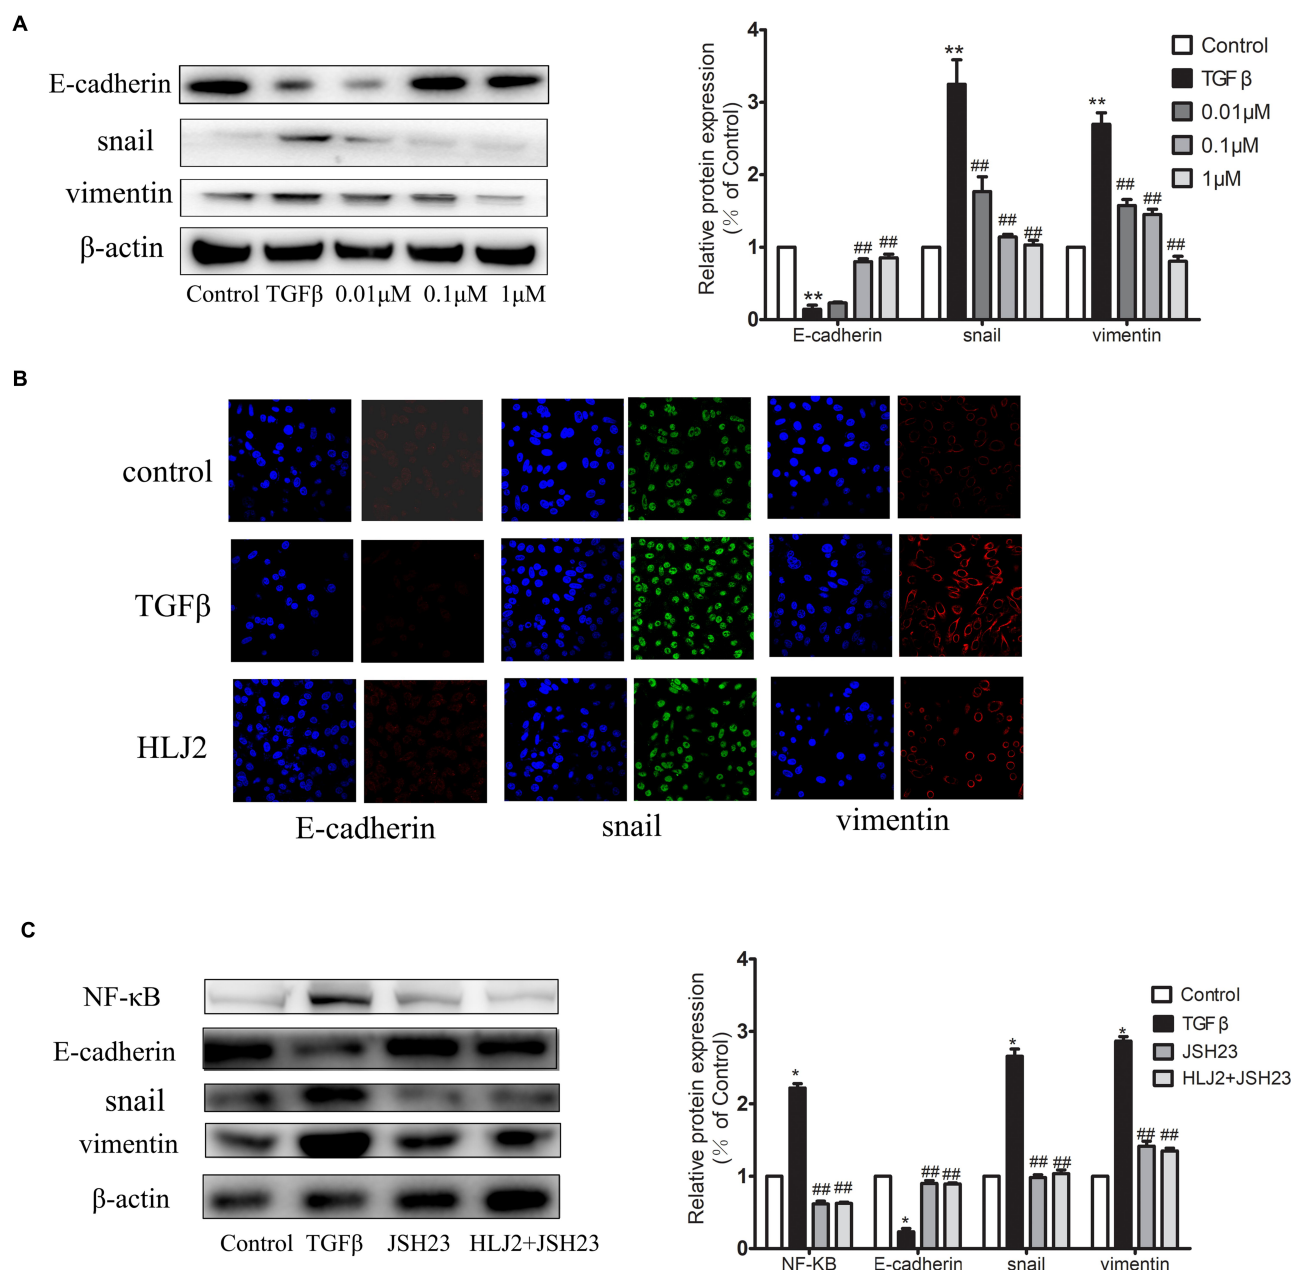 A
E-cadherin
snail
vimentin
β-actin
Control TGFβ 0.01μM 0.1μM 1μM
Relative protein expression
(% of Control)
4
3
2
1
0
**
**
##
##
##
**
##
##
##
**
##
##
##
E-cadherin snail vimentin
Control
TGF β
0.01μM
0.1μM
1μM
B
control
TGFβ
HLJ2
E-cadherin snail vimentin
C
NF-κB
E-cadherin
snail
vimentin
β-actin
Control TGFβ JSH23 HLJ2+JSH23
Relative protein expression
(% of Control)
4
3
2
1
0
*
## ##
*
## ##
*
## ##
*
## ##
NF-KB E-cadherin snail vimentin
Control
TGF β
JSH23
HLJ2+JSH23